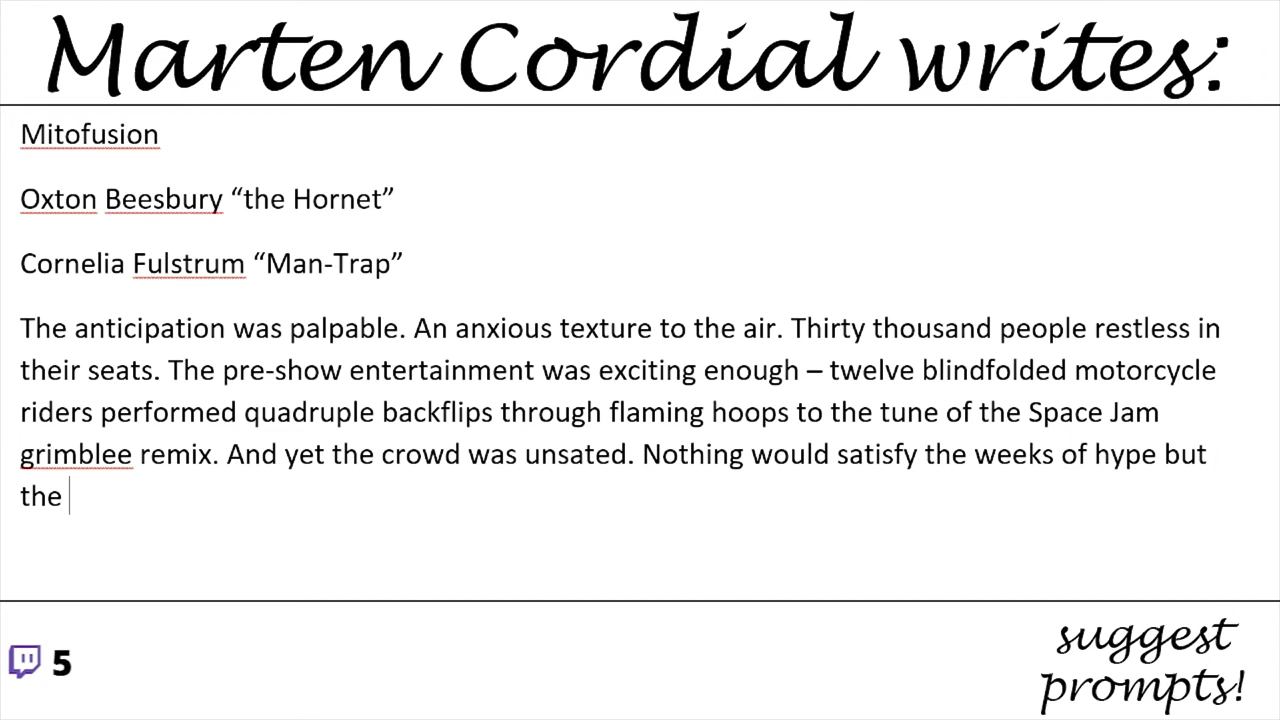 Marten Cordial writes:
Mitofusion
Oxton Beesbury “the Hornet”
Cornelia Fulstrum “Man-Trap”
The anticipation was palpable. An anxious texture to the air. Thirty thousand people restless in
their seats. The pre-show entertainment was exciting enough – twelve blindfolded motorcycle
riders performed quadruple backflips through flaming hoops to the tune of the Space Jam
grimblee remix. And yet the crowd was unsated. Nothing would satisfy the weeks of hype but
the
5
suggest
prompts!